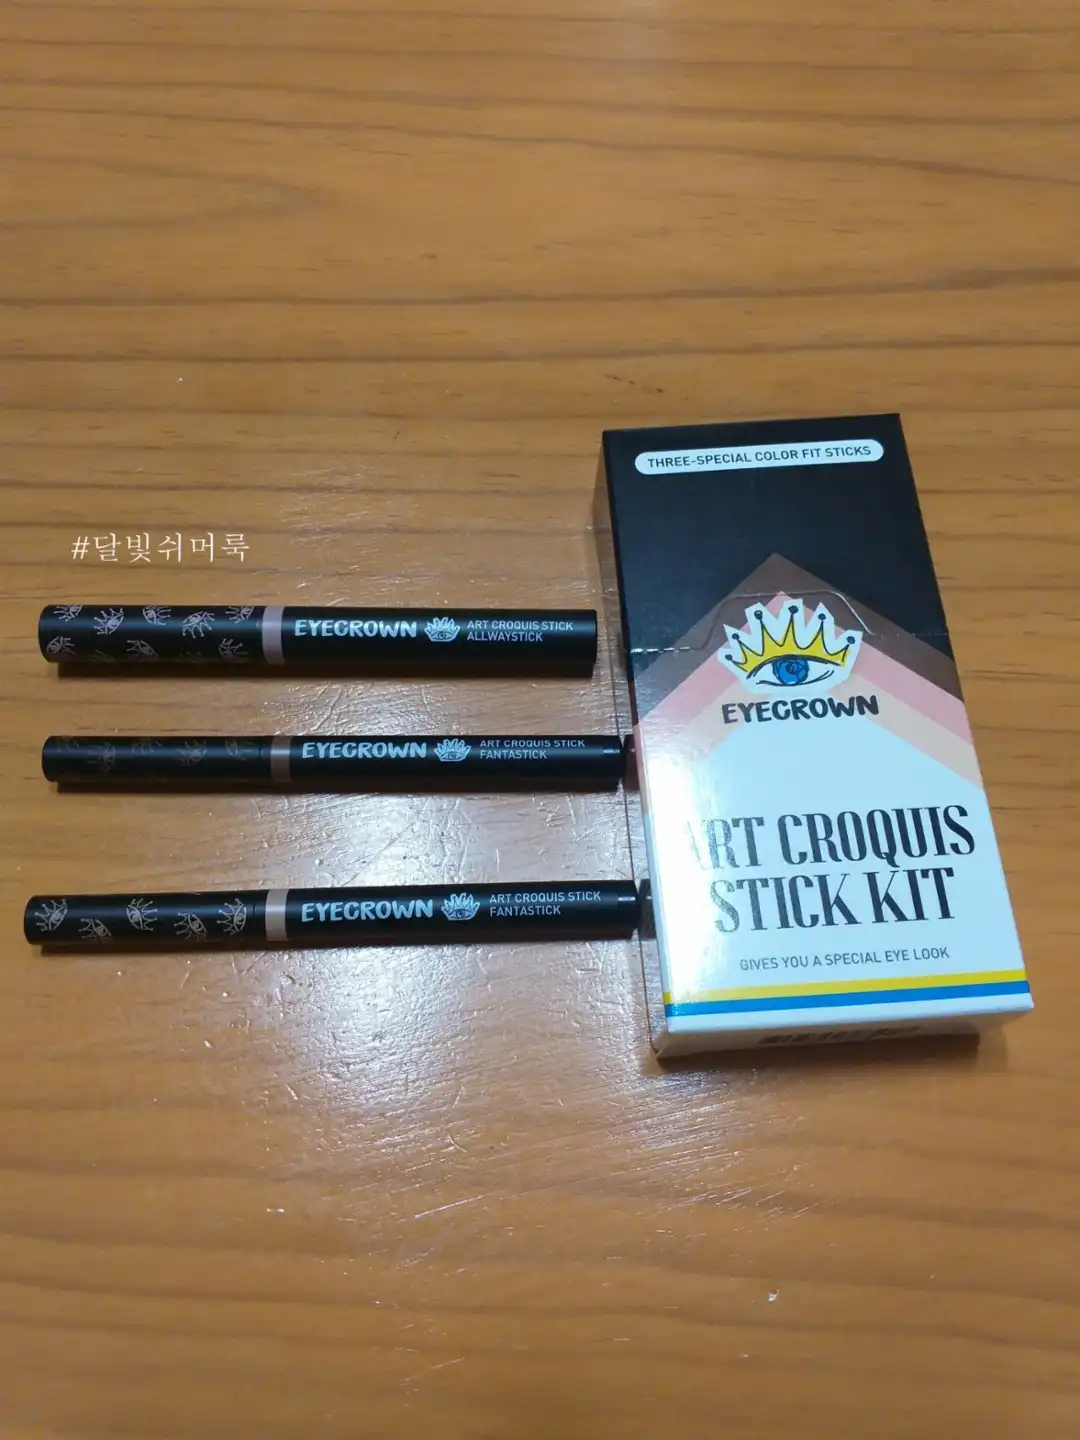 THREE-SPECIAL COLOR FIT STICKS
#달빛쉬머룩
EYECROWN
ART CROQUIS STICK
ALLWAYSTICK
EYECROWN
EYECROWN
ART CROQUIS STICK
FANTASTICK
ART CROQUIS
STICK KIT
EYECROWN
ART CROQUIS STICK
FANTASTICK
GIVES YOU A SPECIAL EYE LOOK